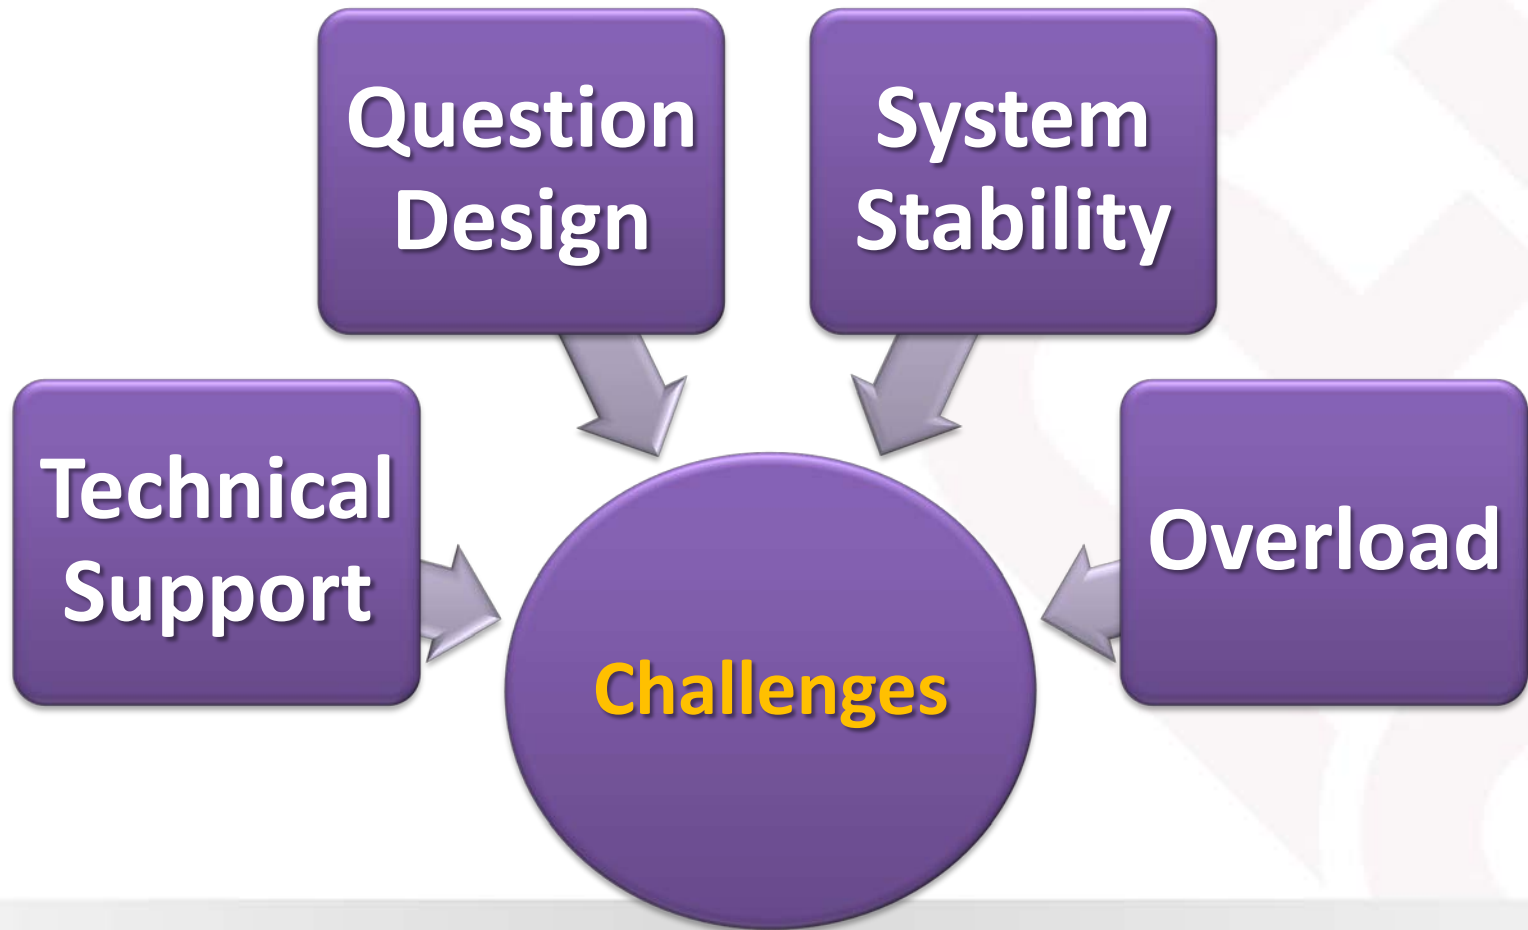 Question
Design
System
Stability
Technical
Support
Overload
Challenges